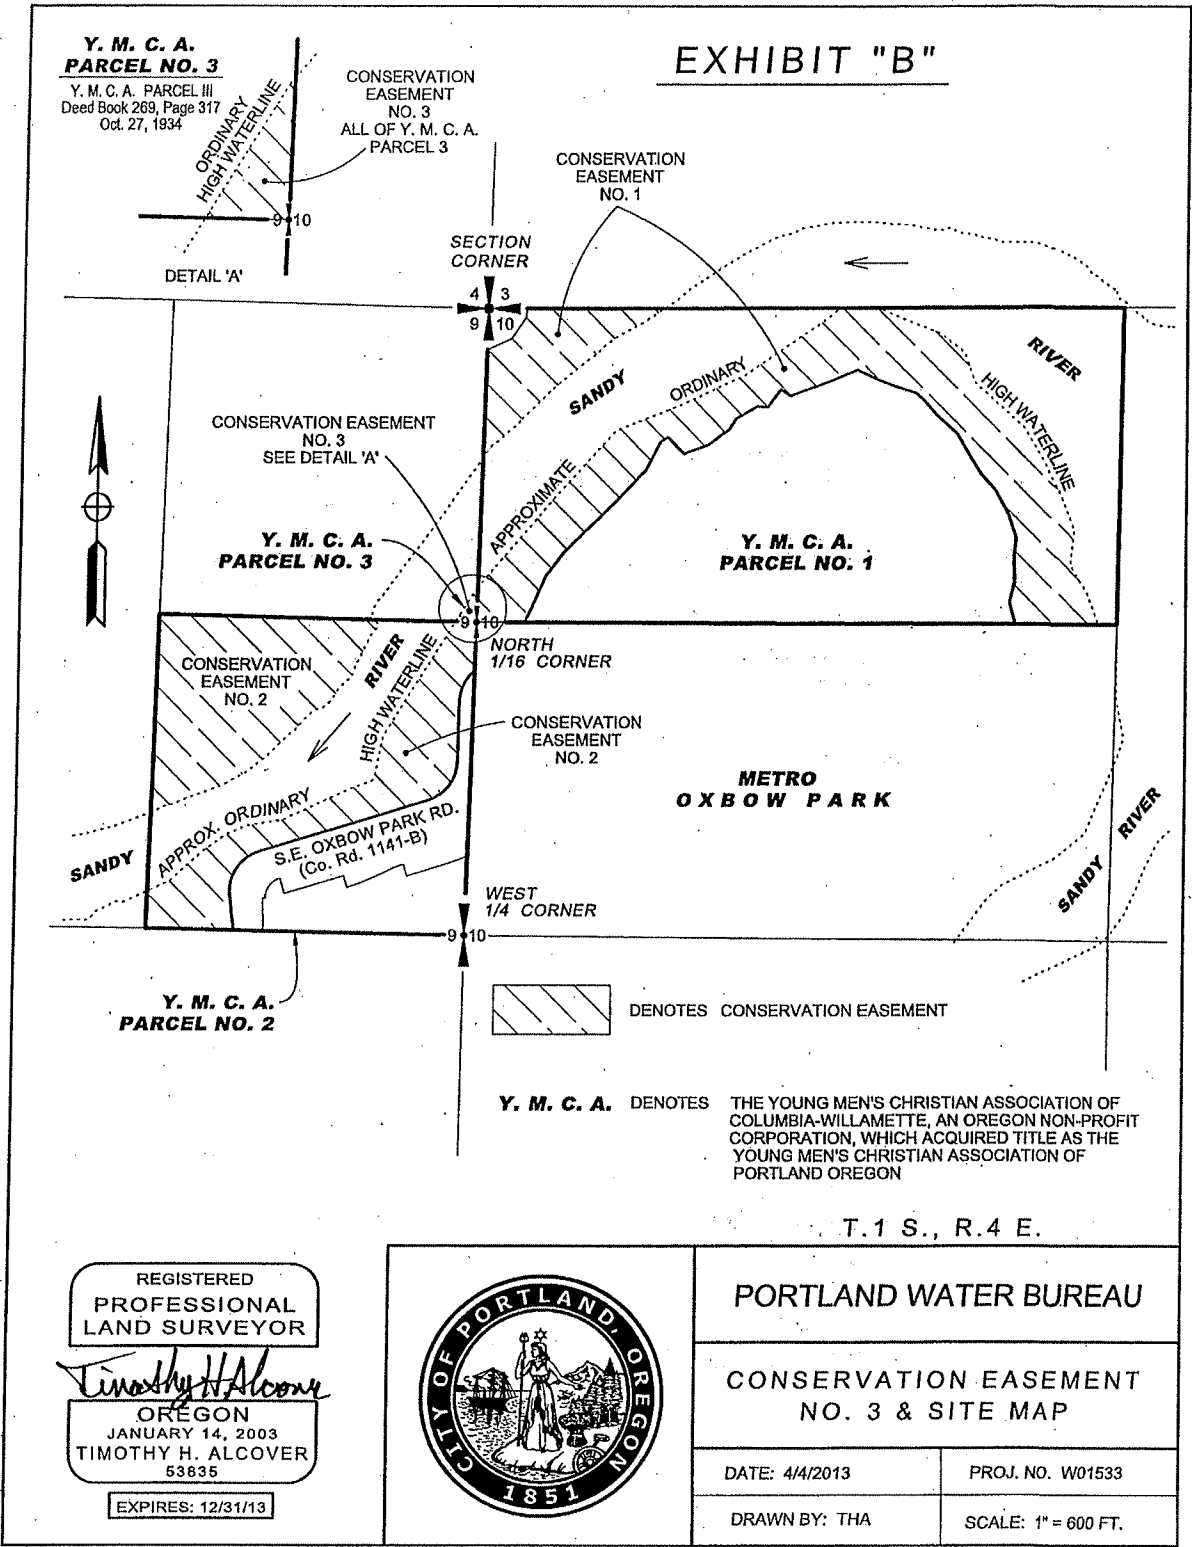 EXHIBIT "B"
Y. M. C. A.
PARCEL NO. 3
Y. M. C. A. PARCEL III
Deed Book 269, Page 317
Oct. 27, 1934
ORDINARY
HIGH WATERLINE
CONSERVATION
EASEMENT
NO. 3
ALL OF Y. M. C. A.
PARCEL 3
9 10
DETAIL 'A'
CONSERVATION
EASEMENT
NO. 1
SECTION
CORNER
4 3
9 10
SANDY
RIVER
ORDINARY
HIGH WATERLINE
APPROXIMATE
CONSERVATION EASEMENT
NO. 3
SEE DETAIL 'A'
Y. M. C. A.
PARCEL NO. 3
Y. M. C. A.
PARCEL NO. 1
9 10
NORTH
1/16 CORNER
CONSERVATION
EASEMENT
NO. 2
RIVER
HIGH WATERLINE
CONSERVATION
EASEMENT
NO. 2
METRO
OXBOW PARK
APPROX. ORDINARY
SANDY
S.E. OXBOW PARK RD.
(Co. Rd. 1141-B)
SANDY RIVER
WEST
1/4 CORNER
9 10
Y. M. C. A.
PARCEL NO. 2
DENOTES CONSERVATION EASEMENT
Y. M. C. A. DENOTES THE YOUNG MEN'S CHRISTIAN ASSOCIATION OF
COLUMBIA-WILLAMETTE, AN OREGON NON-PROFIT
CORPORATION, WHICH ACQUIRED TITLE AS THE
YOUNG MEN'S CHRISTIAN ASSOCIATION OF
PORTLAND OREGON
T.1 S., R.4 E.
REGISTERED
PROFESSIONAL
LAND SURVEYOR
Timothy H Alcover
OREGON
JANUARY 14, 2003
TIMOTHY H. ALCOVER
53835
EXPIRES: 12/31/13
CITY OF PORTLAND, OREGON
1851
PORTLAND WATER BUREAU
CONSERVATION EASEMENT
NO. 3 & SITE MAP
DATE: 4/4/2013
PROJ. NO. W01533
DRAWN BY: THA
SCALE: 1" = 600 FT.